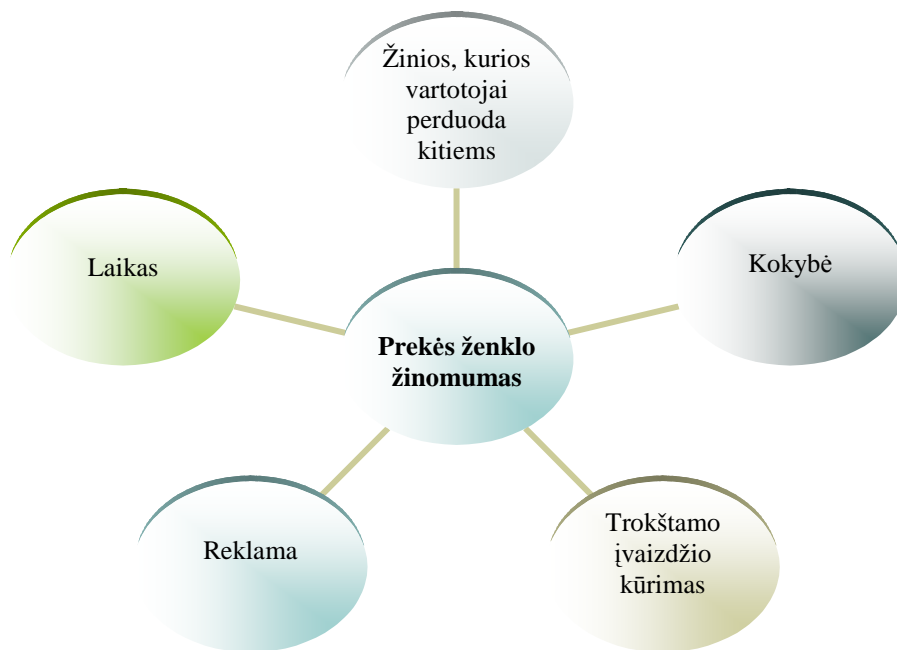 Žinios, kurios
vartotojai
perduoda
kitiems
Laikas
Kokybė
Prekės ženklo
žinomumas
Reklama
Trokštamo
įvaizdžio
kūrimas